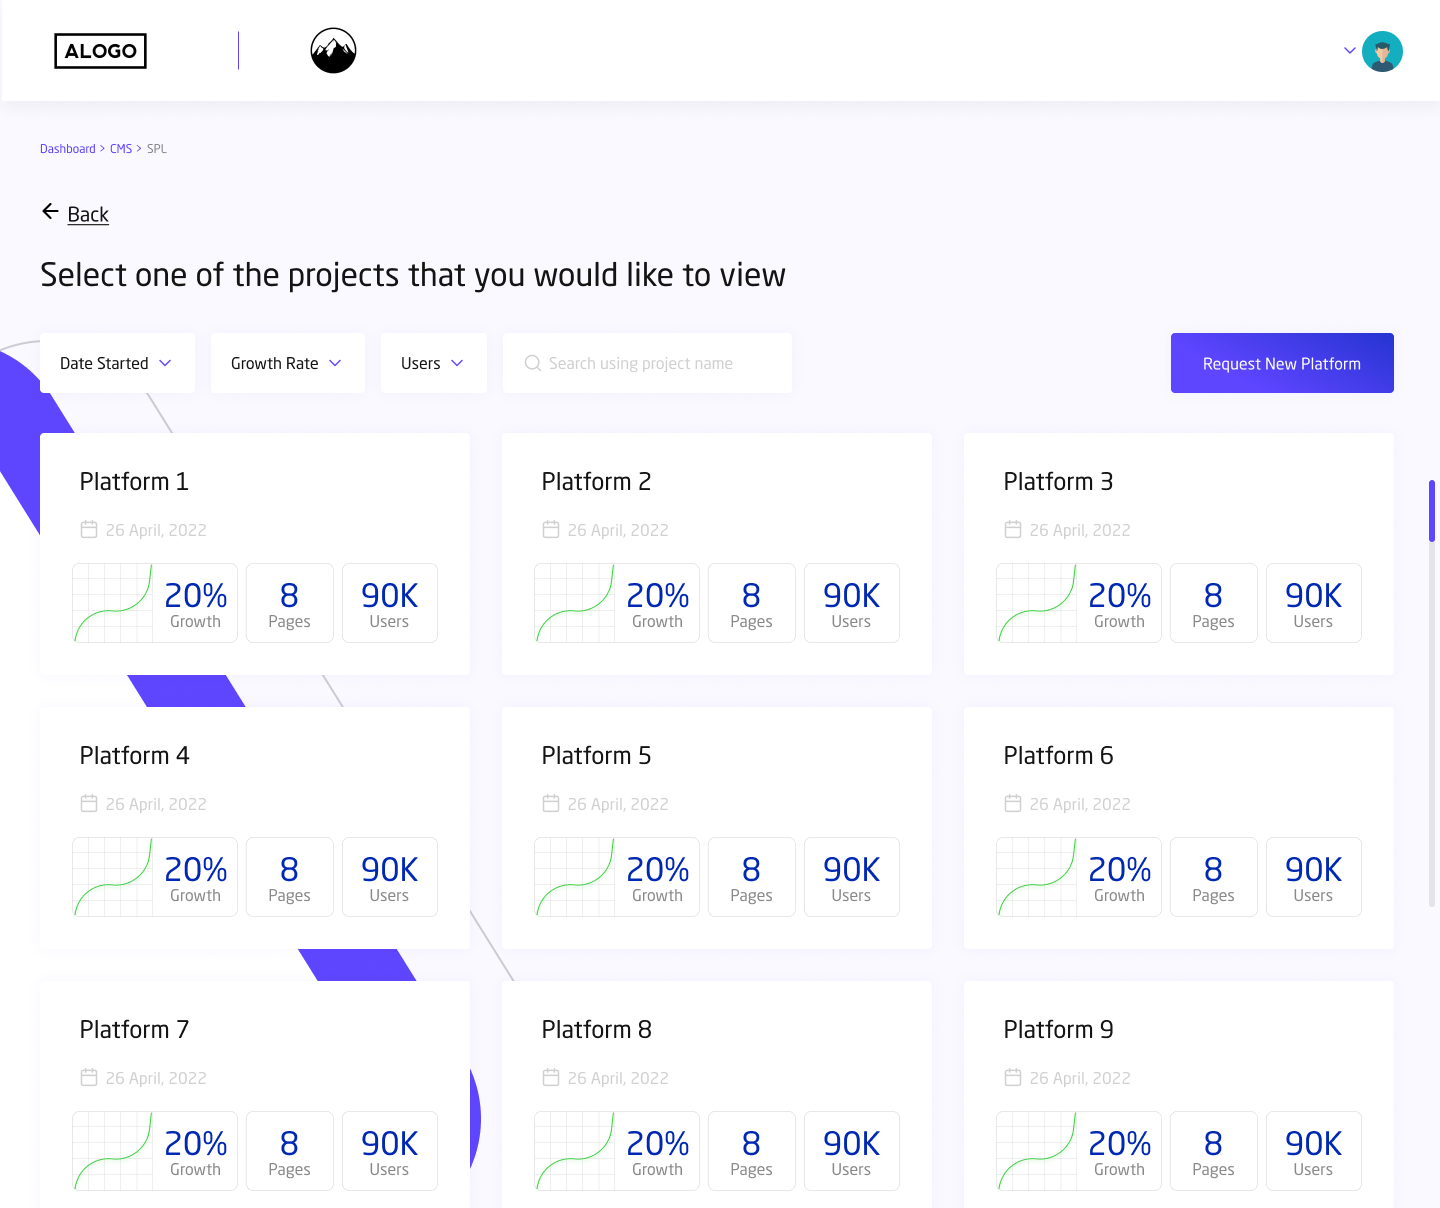 ALOGO
Dashboard > CMS > SPL
Back
Select one of the projects that you would like to view
Date Started
Growth Rate
Users
Search using project name
Request New Platform
Platform 1
26 April, 2022
20%
Growth
8
Pages
90K
Users
Platform 2
26 April, 2022
20%
Growth
8
Pages
90K
Users
Platform 3
26 April, 2022
20%
Growth
8
Pages
90K
Users
Platform 4
26 April, 2022
20%
Growth
8
Pages
90K
Users
Platform 5
26 April, 2022
20%
Growth
8
Pages
90K
Users
Platform 6
26 April, 2022
20%
Growth
8
Pages
90K
Users
Platform 7
26 April, 2022
20%
Growth
8
Pages
90K
Users
Platform 8
26 April, 2022
20%
Growth
8
Pages
90K
Users
Platform 9
26 April, 2022
20%
Growth
8
Pages
90K
Users